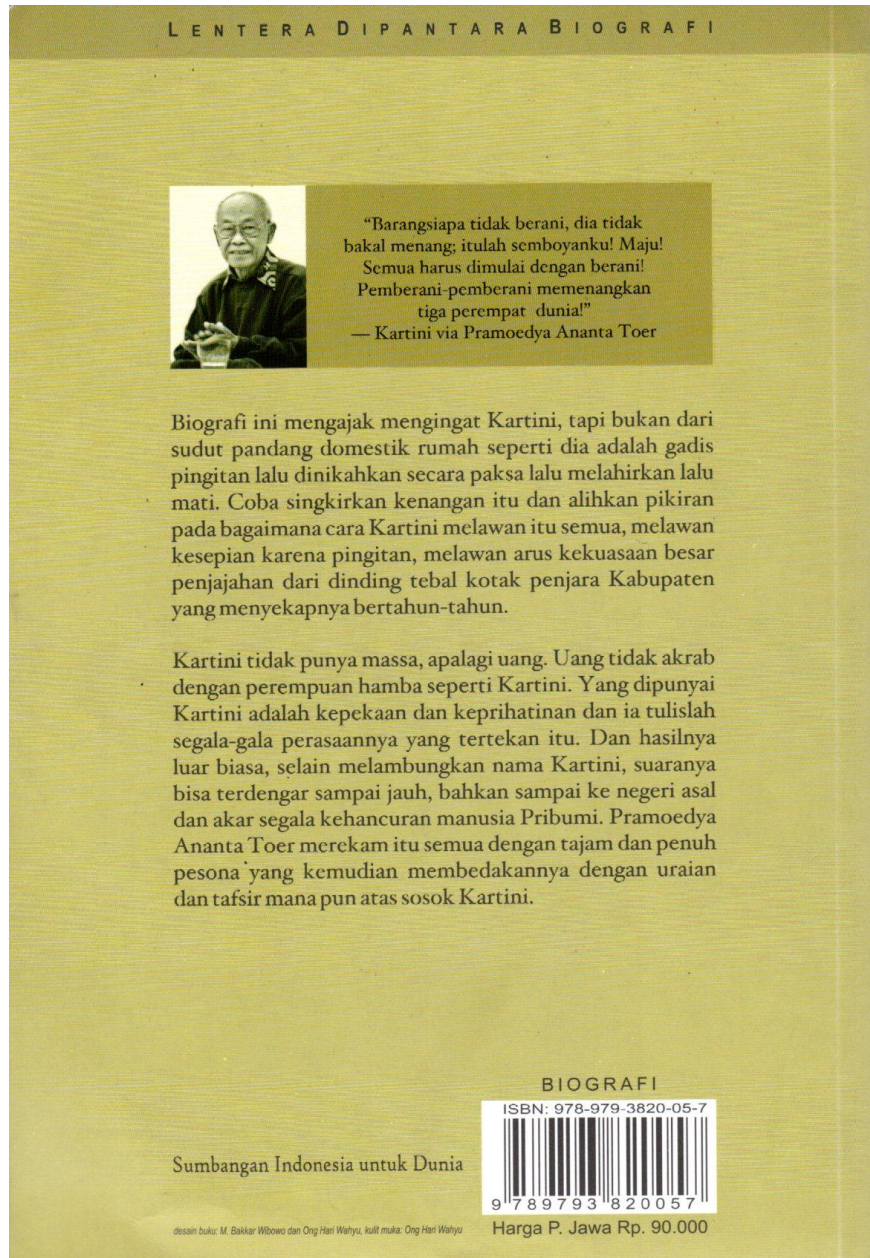 LENTERA DIPANTARA BIOGRAFI
“Barangsiapa tidak berani, dia tidak
bakal menang; itulah semboyanku! Maju!
Semua harus dimulai dengan berani!
Pemberani-pemberani memenangkan
tiga perempat dunia!”
— Kartini via Pramoedya Ananta Toer
Biografi ini mengajak mengingat Kartini, tapi bukan dari
sudut pandang domestik rumah seperti dia adalah gadis
pingitan lalu dinikahkan secara paksa lalu melahirkan lalu
mati. Coba singkirkan kenangan itu dan alihkan pikiran
pada bagaimana cara Kartini melawan itu semua, melawan
kesepian karena pingitan, melawan arus kekuasaan besar
penjajahan dari dinding tebal kotak penjara Kabupaten
yang menyekapnya bertahun-tahun.
Kartini tidak punya massa, apalagi uang. Uang tidak akrab
dengan perempuan hamba seperti Kartini. Yang dipunyai
Kartini adalah kepekaan dan keprihatinan dan ia tulislah
segala-gala perasaannya yang tertekan itu. Dan hasilnya
luar biasa, selain melambungkan nama Kartini, suaranya
bisa terdengar sampai jauh, bahkan sampai ke negeri asal
dan akar segala kehancuran manusia Pribumi. Pramoedya
Ananta Toer merekam itu semua dengan tajam dan penuh
pesona yang kemudian membedakannya dengan uraian
dan tafsir mana pun atas sosok Kartini.
BIOGRAFI
ISBN: 978-979-3820-05-7
9 789793 820057
Harga P. Jawa Rp. 90.000
Sumbangan Indonesia untuk Dunia
desain buku: M. Bakkar Wibowo dan Ong Hari Wahyu, kulit muka: Ong Hari Wahyu